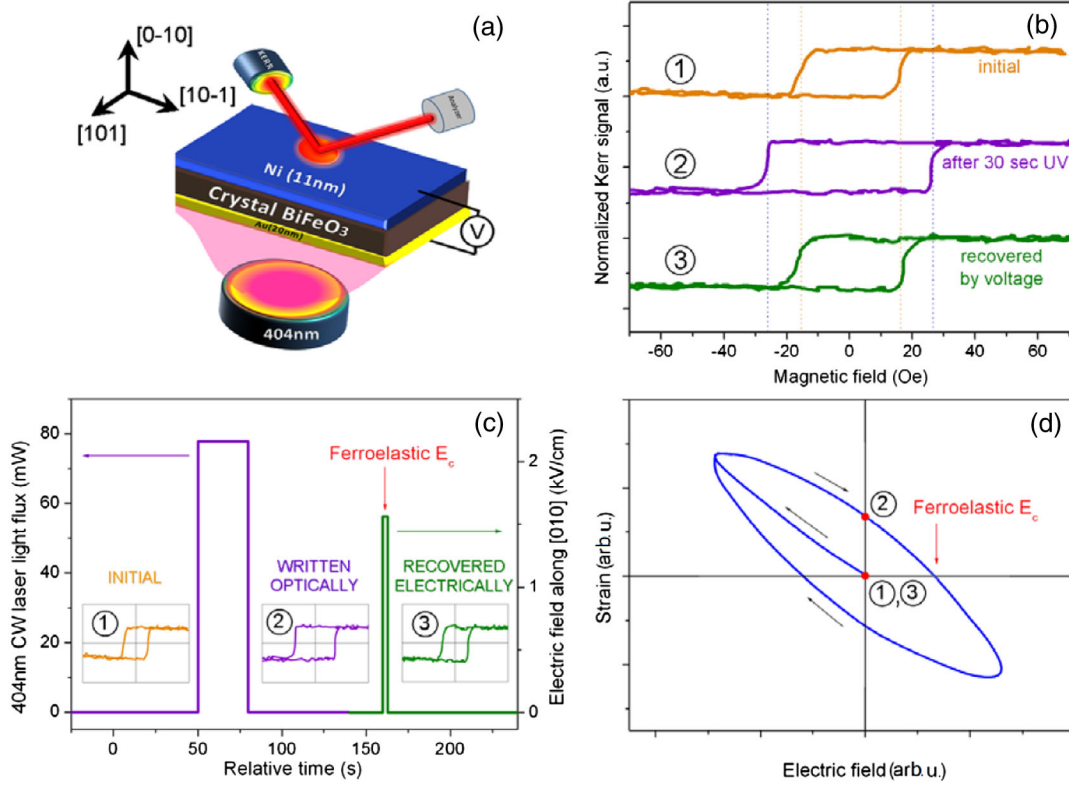 (a)
[0-10]
[10-1]
[101]
KERR
Analyzer
Ni (11nm)
Crystal BiFeO₃
Au(20nm)
V
404nm
(b)
Normalized Kerr signal (a.u.)
1
initial
2
after 30 sec UV
3
recovered
by voltage
-60 -40 -20 0 20 40 60
Magnetic field (Oe)
(c)
404nm CW laser light flux (mW)
80
60
40
20
0
Ferroelastic Ec
INITIAL
WRITTEN
OPTICALLY
RECOVERED
ELECTRICALLY
1
2
3
2
1
0
Electric field along [010] (kV/cm)
0 50 100 150 200
Relative time (s)
(d)
Strain (arb.u.)
2
Ferroelastic Ec
1,3
Electric field (arb.u.)